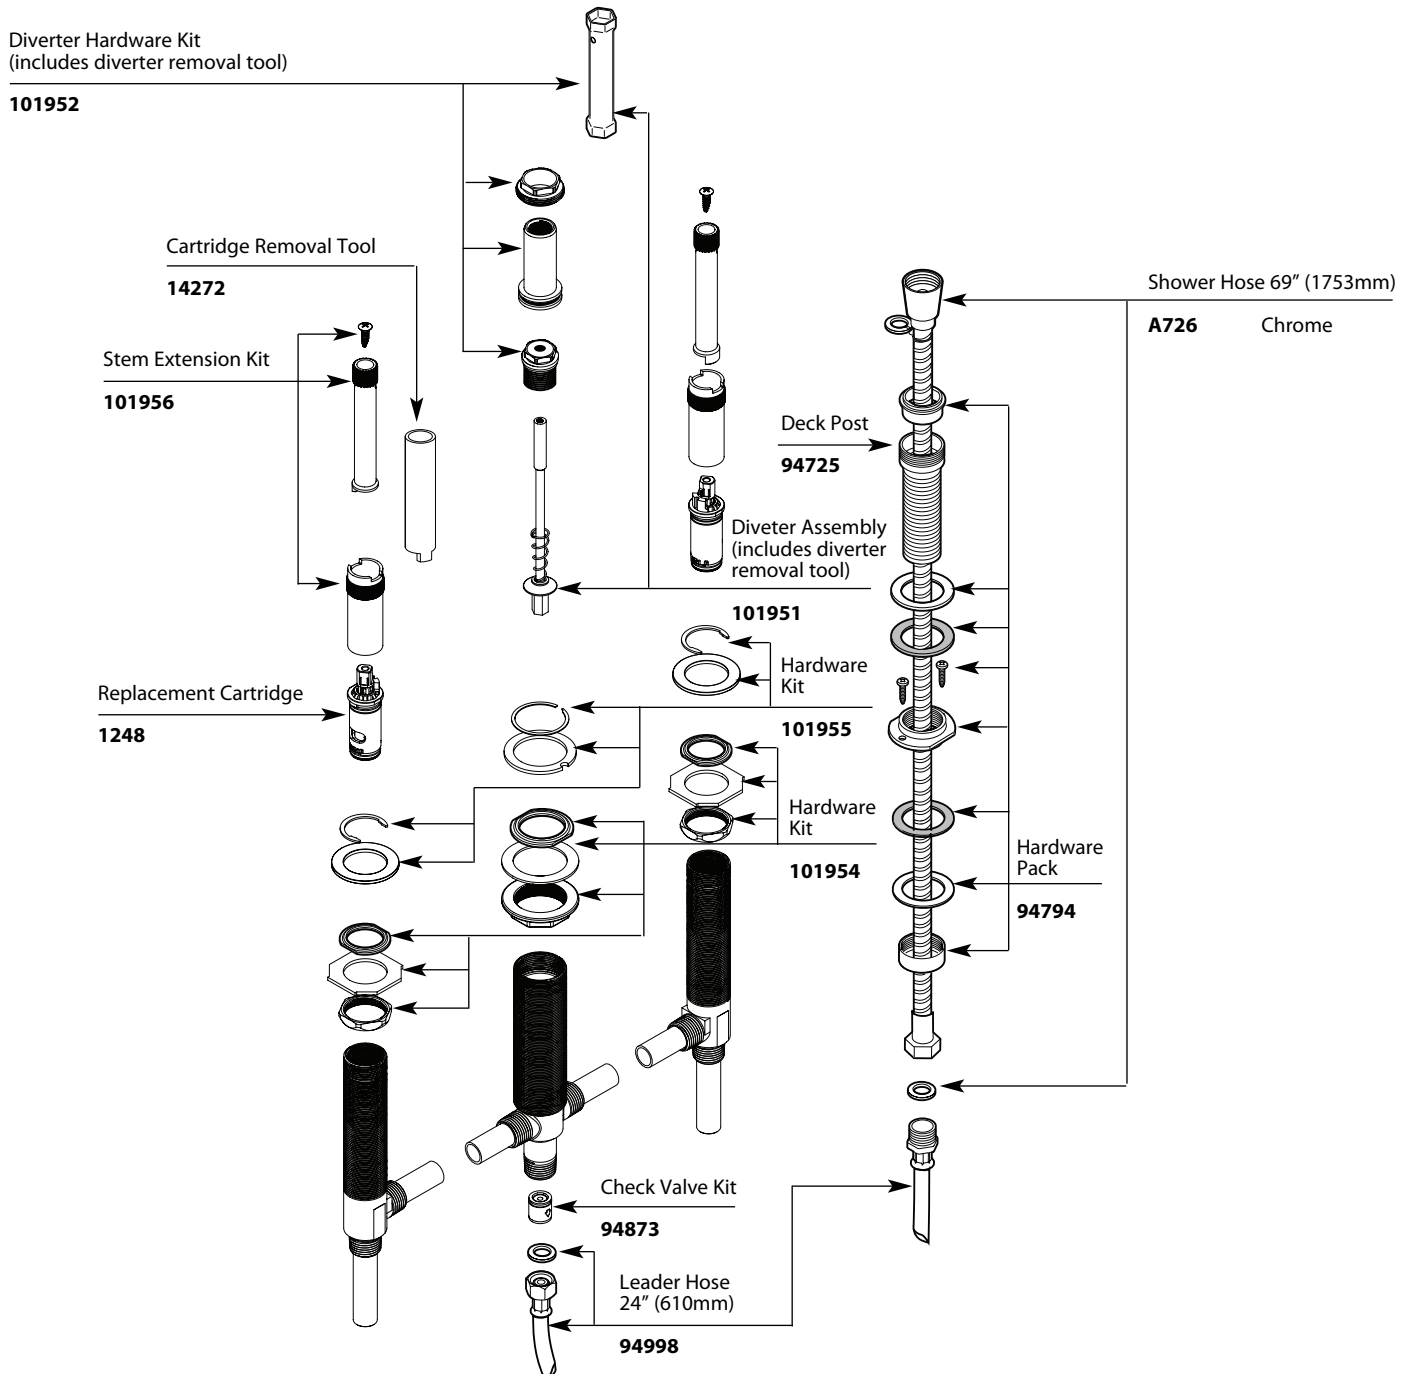 Diverter Hardware Kit
(includes diverter removal tool)
101952
Cartridge Removal Tool
14272
Stem Extension Kit
101956
Shower Hose 69” (1753mm)
A726 Chrome
Deck Post
94725
Diveter Assembly
(includes diverter
removal tool)
101951
Hardware
Kit
101955
Replacement Cartridge
1248
Hardware
Kit
101954
Hardware
Pack
94794
Check Valve Kit
94873
Leader Hose
24” (610mm)
94998